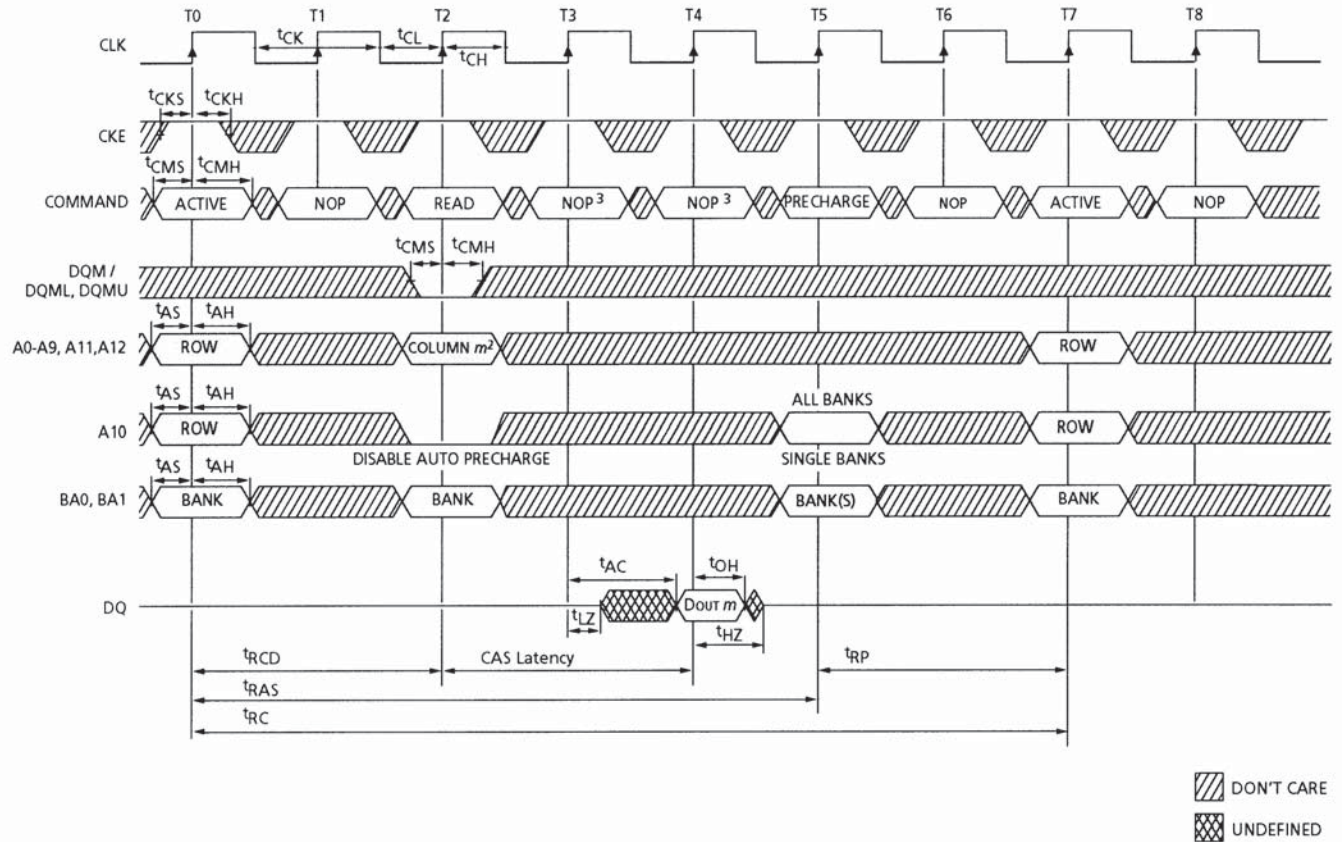 T0 T1 T2 T3 T4 T5 T6 T7 T8
CLK
tCK tCL
tCH
tCKS tCKH
CKE
tCMS tCMH
COMMAND ACTIVE NOP READ NOP 3 NOP 3 PRECHARGE NOP ACTIVE NOP
tCMS tCMH
DQM /
DQML, DQMU
tAS tAH
A0-A9, A11,A12 ROW COLUMN m2 ROW
tAS tAH ALL BANKS
A10 ROW ROW
DISABLE AUTO PRECHARGE SINGLE BANKS
tAS tAH
BA0, BA1 BANK BANK BANK(S) BANK
tAC tOH
DQ DOUT m
tLZ tHZ
tRCD CAS Latency tRP
tRAS
tRC
DON'T CARE
UNDEFINED